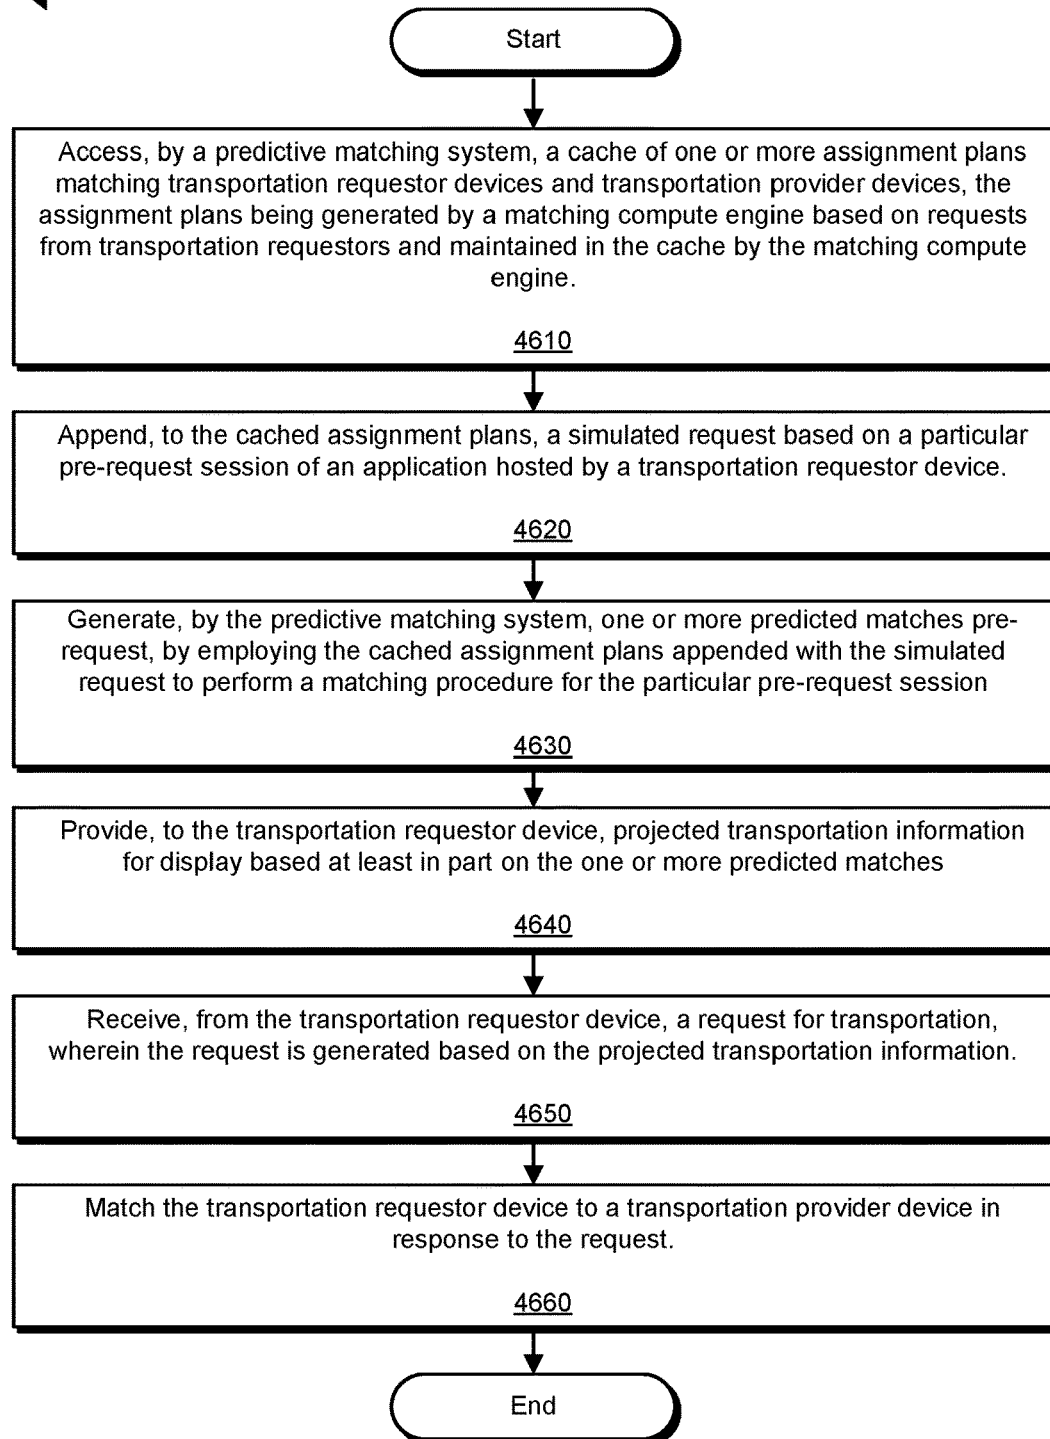 Start
Access, by a predictive matching system, a cache of one or more assignment plans
matching transportation requestor devices and transportation provider devices, the
assignment plans being generated by a matching compute engine based on requests
from transportation requestors and maintained in the cache by the matching compute
engine.
4610
Append, to the cached assignment plans, a simulated request based on a particular
pre-request session of an application hosted by a transportation requestor device.
4620
Generate, by the predictive matching system, one or more predicted matches pre-
request, by employing the cached assignment plans appended with the simulated
request to perform a matching procedure for the particular pre-request session
4630
Provide, to the transportation requestor device, projected transportation information
for display based at least in part on the one or more predicted matches
4640
Receive, from the transportation requestor device, a request for transportation,
wherein the request is generated based on the projected transportation information.
4650
Match the transportation requestor device to a transportation provider device in
response to the request.
4660
End